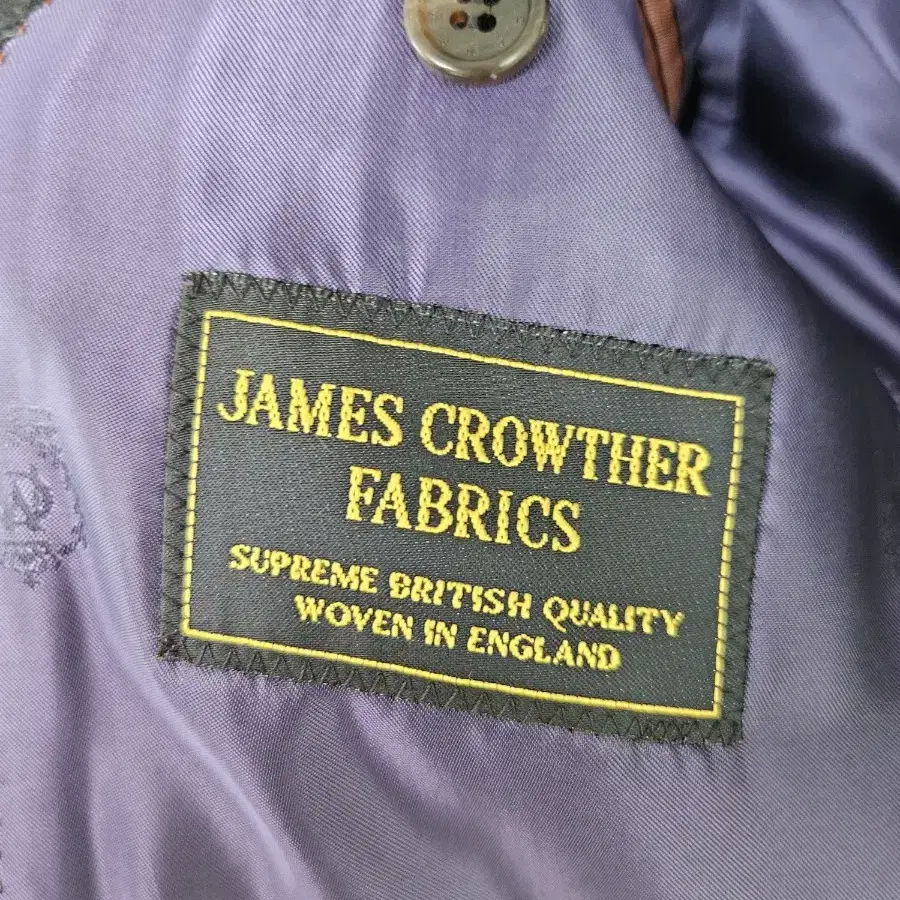 JAMES CROWTHER
FABRICS
SUPREME BRITISH QUALITY
WOVEN IN ENGLAND